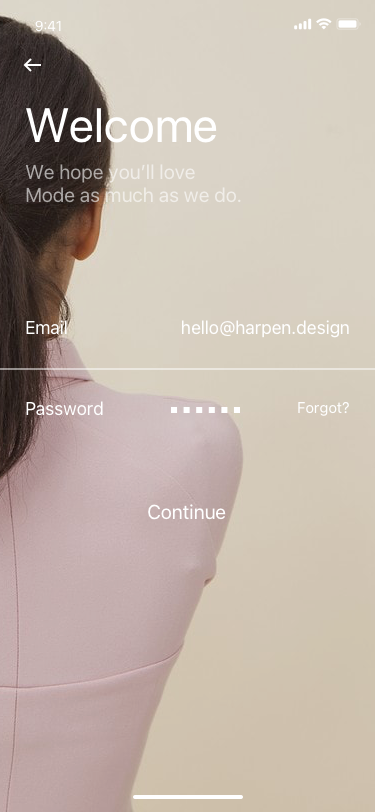 9:41
Welcome
We hope you'll love
Mode as much as we do.
Email hello@harpen.design
Password Forgot?
Continue